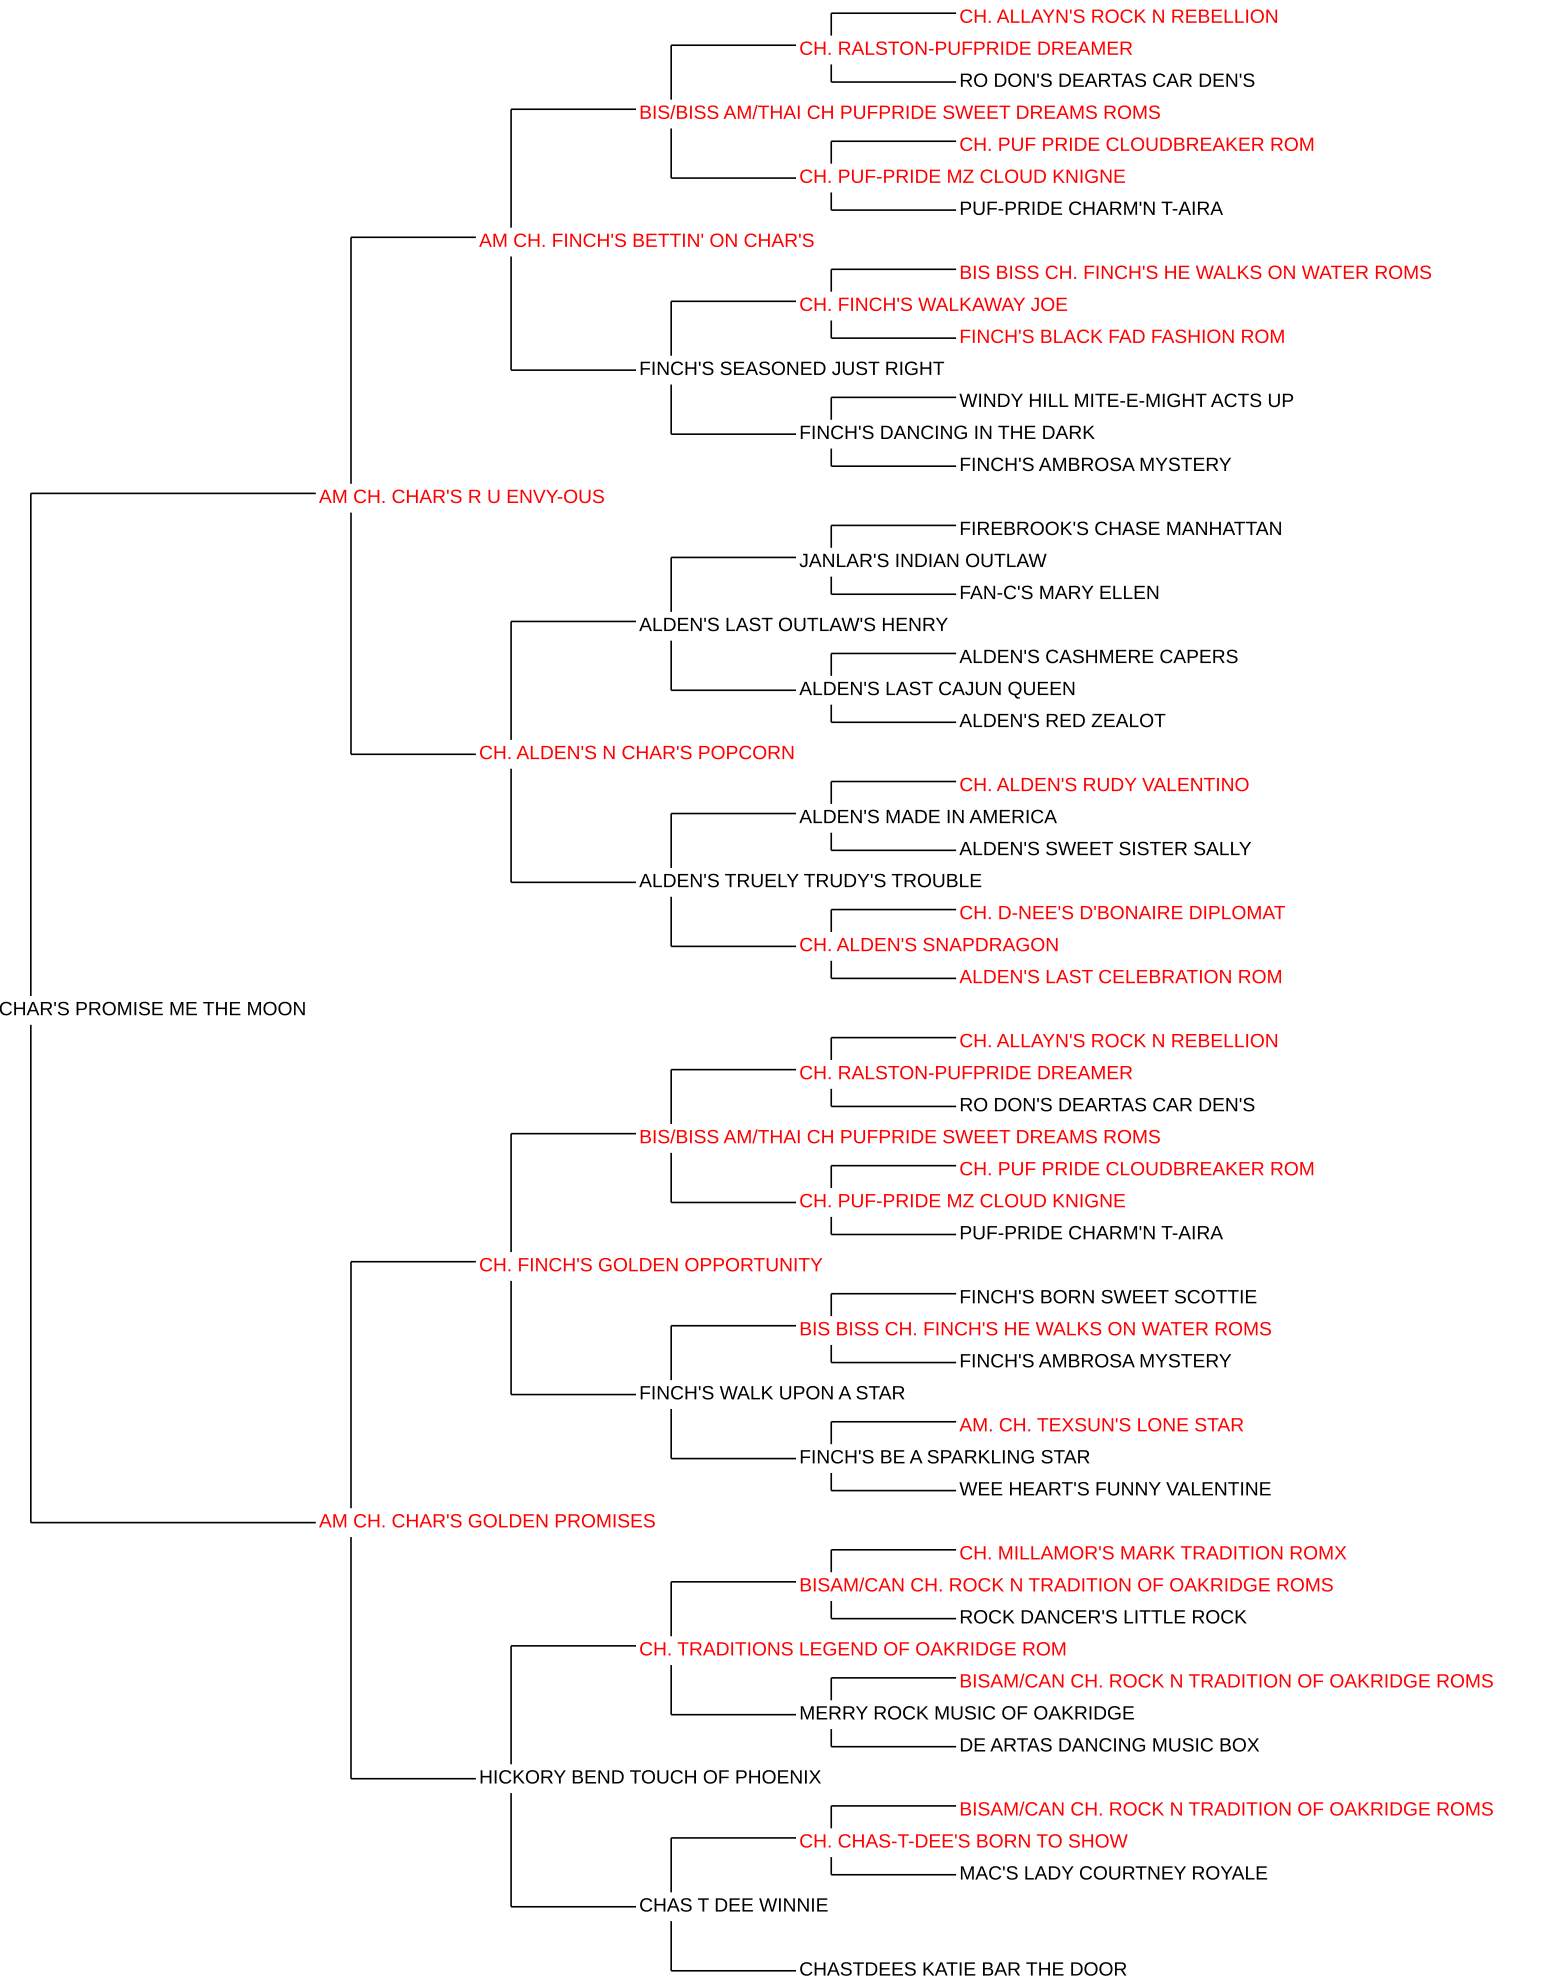 CH. ALLAYN'S ROCK N REBELLION
CH. RALSTON-PUFPRIDE DREAMER
RO DON'S DEARTAS CAR DEN'S
BIS/BISS AM/THAI CH PUFPRIDE SWEET DREAMS ROMS
CH. PUF PRIDE CLOUDBREAKER ROM
CH. PUF-PRIDE MZ CLOUD KNIGNE
PUF-PRIDE CHARM'N T-AIRA
AM CH. FINCH'S BETTIN' ON CHAR'S
BIS BISS CH. FINCH'S HE WALKS ON WATER ROMS
CH. FINCH'S WALKAWAY JOE
FINCH'S BLACK FAD FASHION ROM
FINCH'S SEASONED JUST RIGHT
WINDY HILL MITE-E-MIGHT ACTS UP
FINCH'S DANCING IN THE DARK
FINCH'S AMBROSA MYSTERY
AM CH. CHAR'S R U ENVY-OUS
FIREBROOK'S CHASE MANHATTAN
JANLAR'S INDIAN OUTLAW
FAN-C'S MARY ELLEN
ALDEN'S LAST OUTLAW'S HENRY
ALDEN'S CASHMERE CAPERS
ALDEN'S LAST CAJUN QUEEN
ALDEN'S RED ZEALOT
CH. ALDEN'S N CHAR'S POPCORN
CH. ALDEN'S RUDY VALENTINO
ALDEN'S MADE IN AMERICA
ALDEN'S SWEET SISTER SALLY
ALDEN'S TRUELY TRUDY'S TROUBLE
CH. D-NEE'S D'BONAIRE DIPLOMAT
CH. ALDEN'S SNAPDRAGON
ALDEN'S LAST CELEBRATION ROM
CHAR'S PROMISE ME THE MOON
CH. ALLAYN'S ROCK N REBELLION
CH. RALSTON-PUFPRIDE DREAMER
RO DON'S DEARTAS CAR DEN'S
BIS/BISS AM/THAI CH PUFPRIDE SWEET DREAMS ROMS
CH. PUF PRIDE CLOUDBREAKER ROM
CH. PUF-PRIDE MZ CLOUD KNIGNE
PUF-PRIDE CHARM'N T-AIRA
CH. FINCH'S GOLDEN OPPORTUNITY
FINCH'S BORN SWEET SCOTTIE
BIS BISS CH. FINCH'S HE WALKS ON WATER ROMS
FINCH'S AMBROSA MYSTERY
FINCH'S WALK UPON A STAR
AM. CH. TEXSUN'S LONE STAR
FINCH'S BE A SPARKLING STAR
WEE HEART'S FUNNY VALENTINE
AM CH. CHAR'S GOLDEN PROMISES
CH. MILLAMOR'S MARK TRADITION ROMX
BISAM/CAN CH. ROCK N TRADITION OF OAKRIDGE ROMS
ROCK DANCER'S LITTLE ROCK
CH. TRADITIONS LEGEND OF OAKRIDGE ROM
BISAM/CAN CH. ROCK N TRADITION OF OAKRIDGE ROMS
MERRY ROCK MUSIC OF OAKRIDGE
DE ARTAS DANCING MUSIC BOX
HICKORY BEND TOUCH OF PHOENIX
BISAM/CAN CH. ROCK N TRADITION OF OAKRIDGE ROMS
CH. CHAS-T-DEE'S BORN TO SHOW
MAC'S LADY COURTNEY ROYALE
CHAS T DEE WINNIE
CHASTDEES KATIE BAR THE DOOR